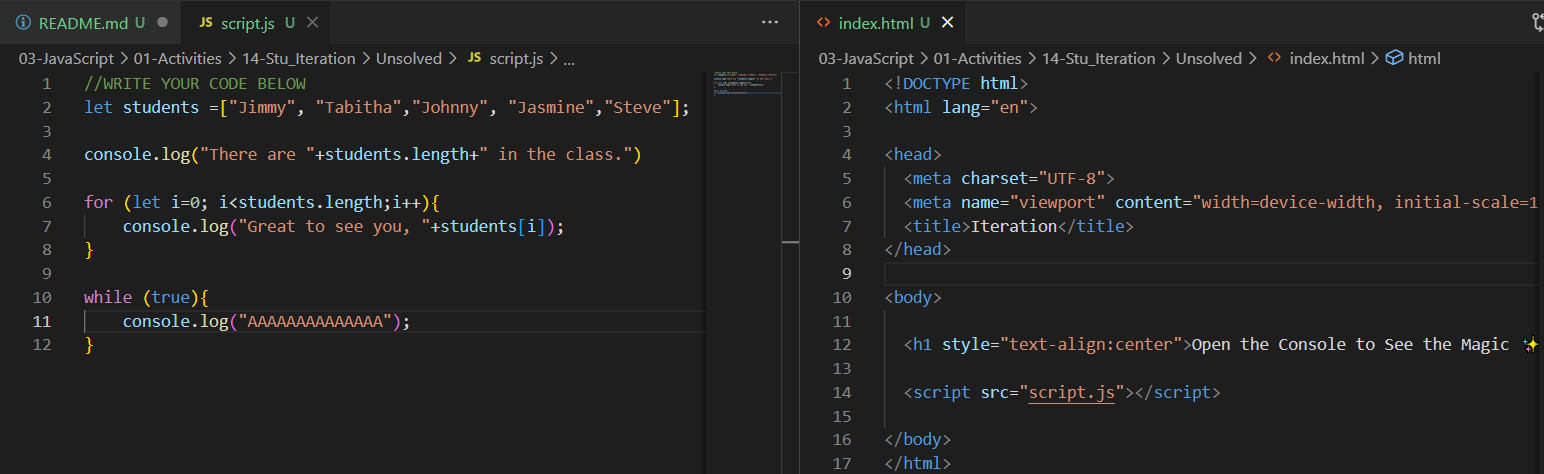 README.md U ● JS script.js U × ...
03-JavaScript > 01-Activities > 14-Stu_Iteration > Unsolved > JS script.js > ...
1 //WRITE YOUR CODE BELOW
2 let students =["Jimmy", "Tabitha","Johnny", "Jasmine","Steve"];
3
4 console.log("There are "+students.length+" in the class.")
5
6 for (let i=0; i<students.length;i++){
7     console.log("Great to see you, "+students[i]);
8 }
9
10 while (true){
11     console.log("AAAAAAAAAAAAAA");
12 }
<> index.html U ×
03-JavaScript > 01-Activities > 14-Stu_Iteration > Unsolved > <> index.html > html
1 <!DOCTYPE html>
2 <html lang="en">
3
4 <head>
5   <meta charset="UTF-8">
6   <meta name="viewport" content="width=device-width, initial-scale=1
7   <title>Iteration</title>
8 </head>
9
10 <body>
11
12   <h1 style="text-align:center">Open the Console to See the Magic ✨
13
14   <script src="script.js"></script>
15
16 </body>
17 </html>